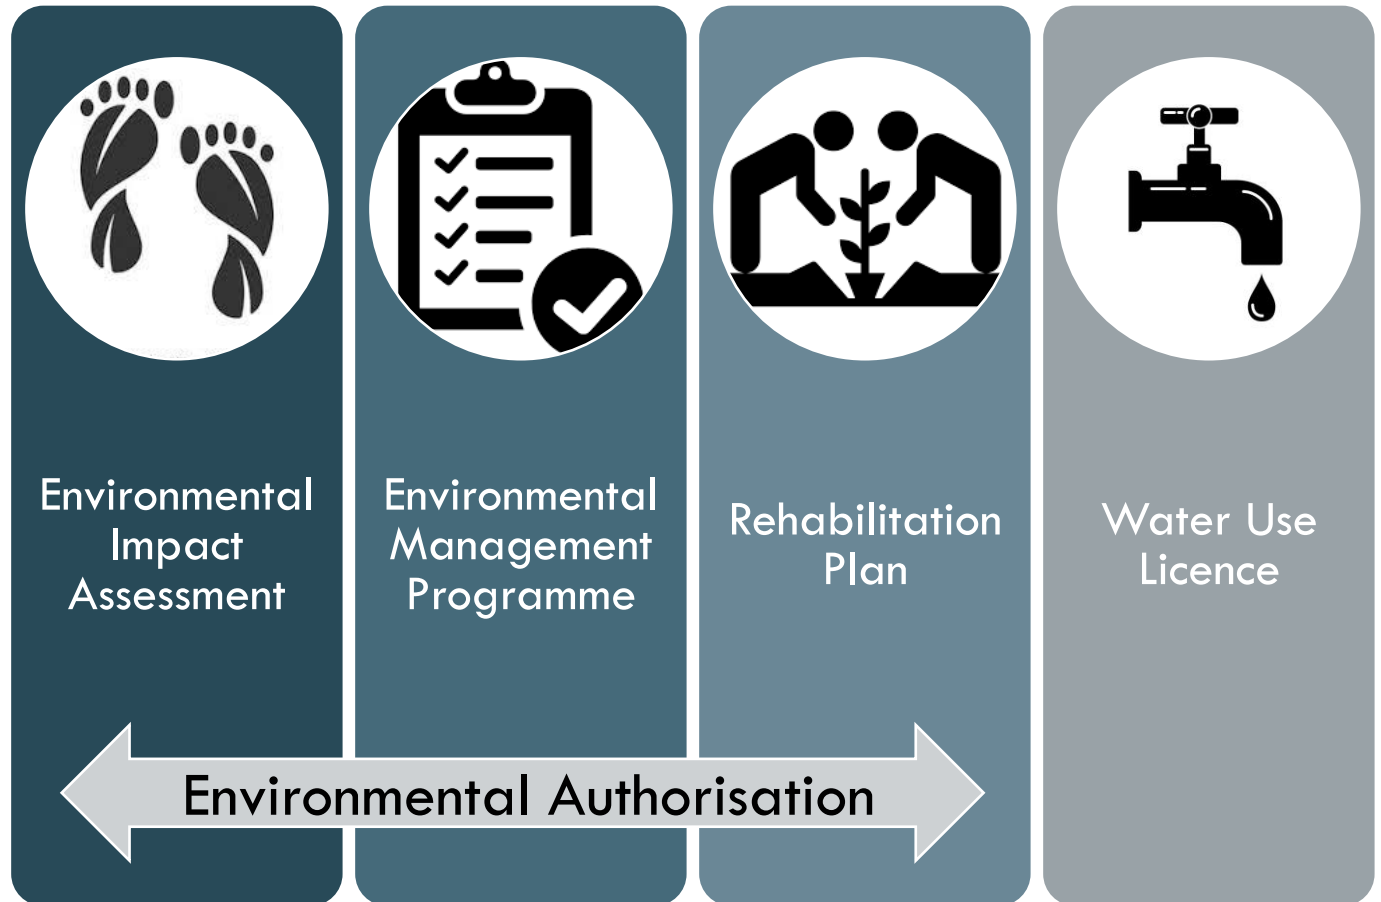 Environmental
Impact
Assessment
Environmental
Management
Programme
Rehabilitation
Plan
Water Use
Licence
Environmental Authorisation